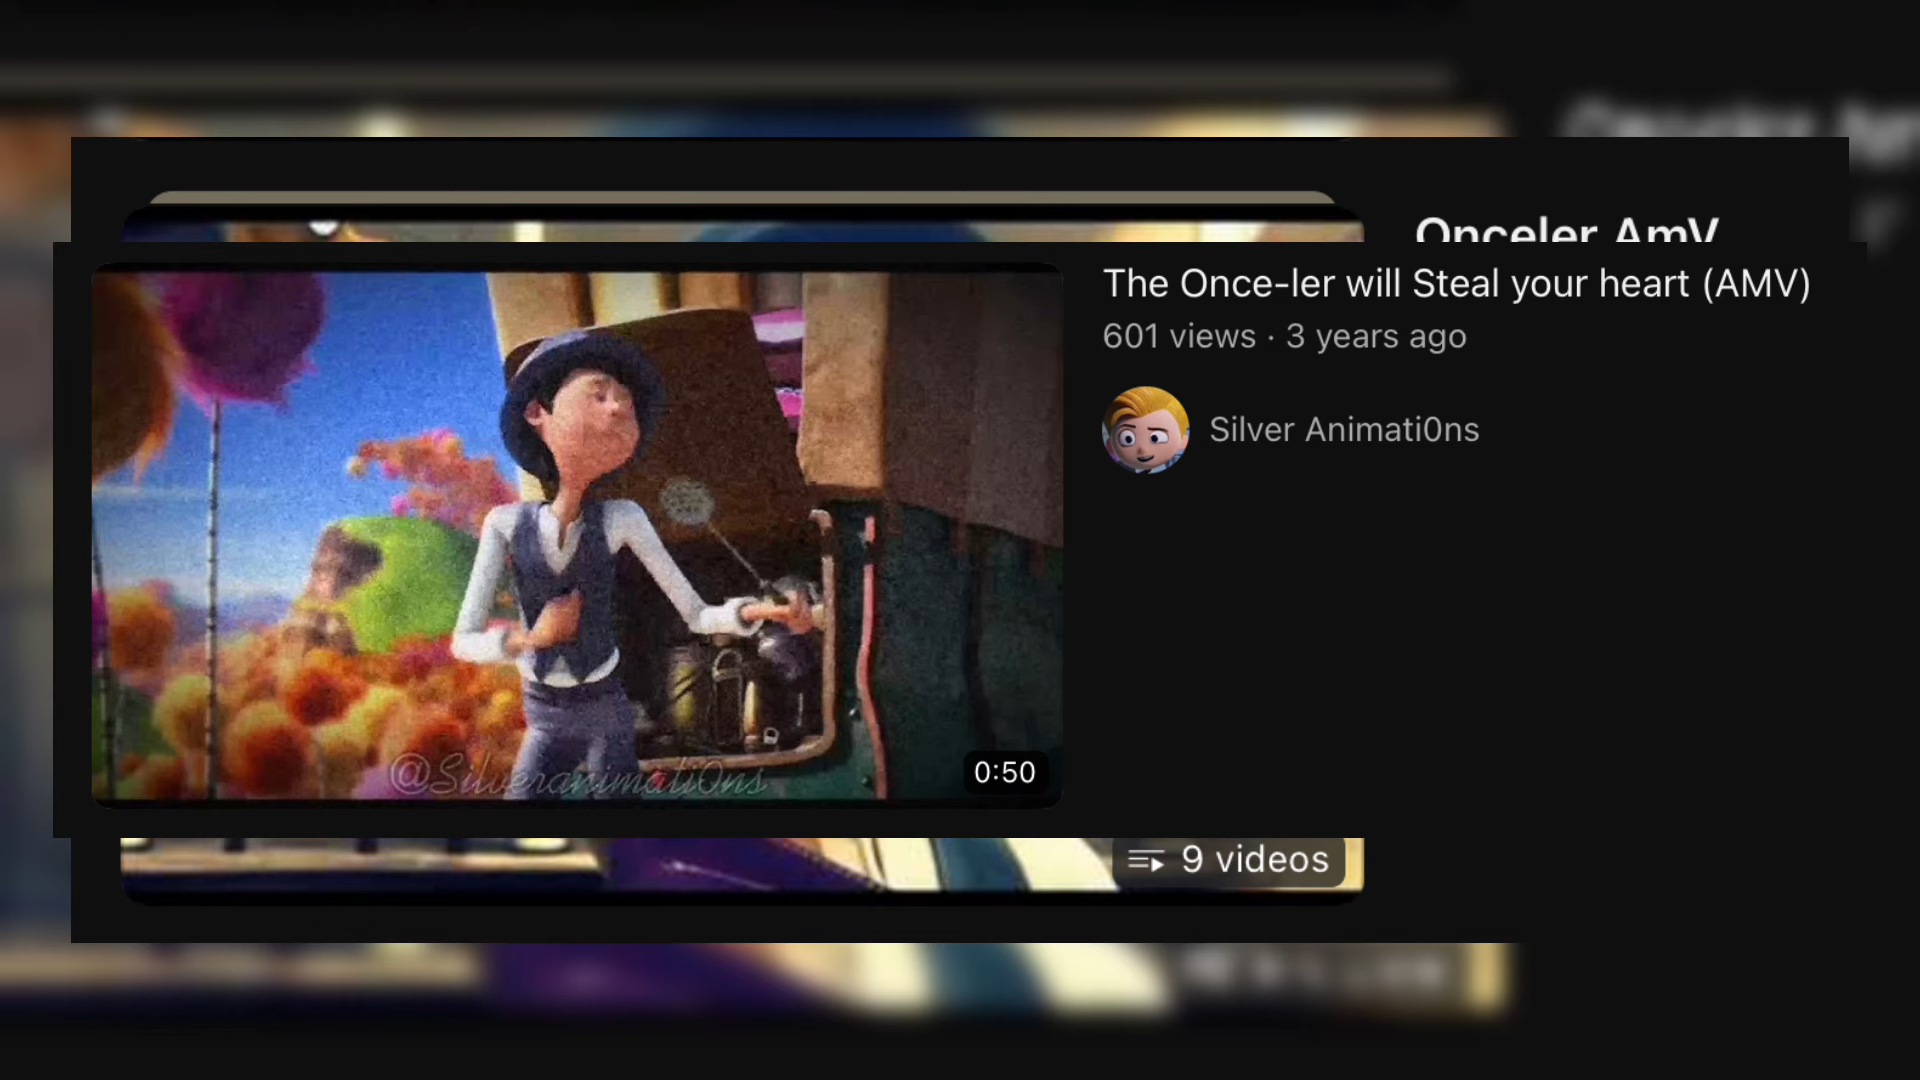 Onceler AmV
The Once-ler will Steal your heart (AMV)
601 views · 3 years ago
Silver Animati0ns
@Silveranimati0ns
0:50
9 videos